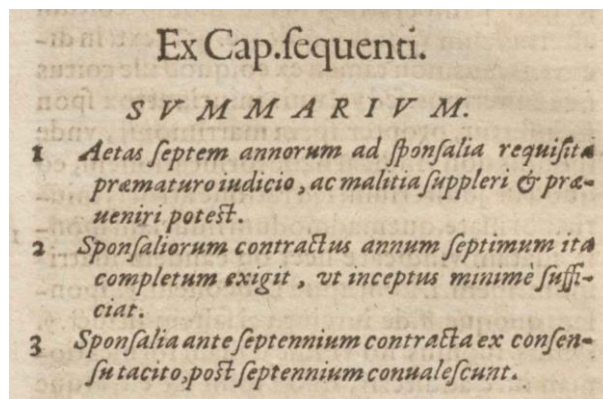 Ex Cap.ſequenti.
SVMMARIVM.
1 Aetas ſeptem annorum ad ſponſalia requiſita
præmaturo iudicio, ac malitia ſuppleri & præ-
ueniri poteſt.
2 Sponſaliorum contractus annum ſeptimum ita
completum exigit, vt inceptus minimè ſuffi-
ciat.
3 Sponſalia ante ſeptennium contracta ex conſen-
ſu tacito, poſt ſeptennium conualeſcunt.